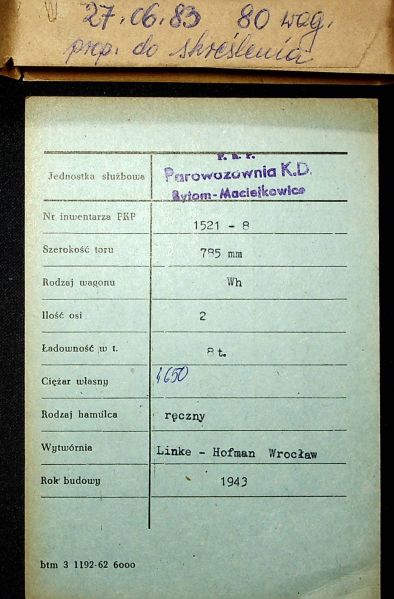 27.06.83 80 wag.
prp. do skreślenia
P. K. P.
Jednostka służbowa Parowozownia K.D.
Bytom-Maciejkowice
Nr inwentarza PKP 1521 - 8
Szerokość toru 785 mm
Rodzaj wagonu Wh
Ilość osi 2
Ładowność w t. 8 t.
Ciężar własny 4650
Rodzaj hamulca ręczny
Wytwórnia Linke - Hofman Wrocław
Rok budowy 1943
btm 3 1192-62 6000